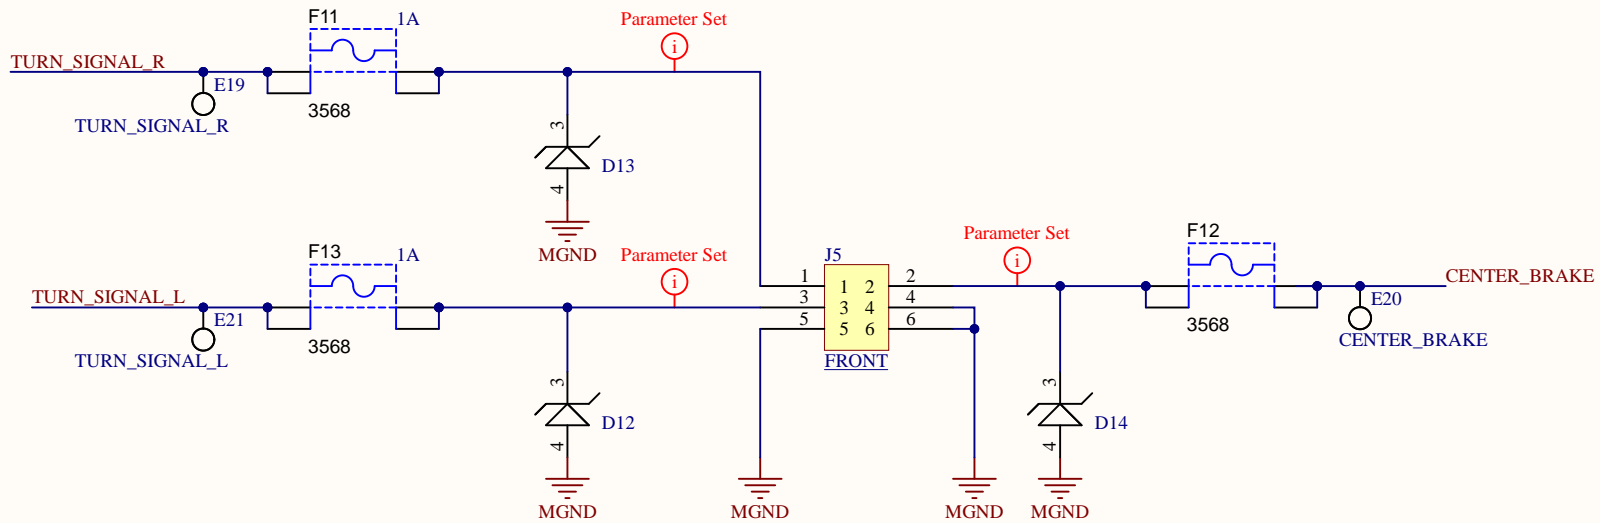 F11
1A
Parameter Set
i
TURN_SIGNAL_R
E19
TURN_SIGNAL_R
3568
3
D13
4
MGND
F13
1A
Parameter Set
i
TURN_SIGNAL_L
E21
TURN_SIGNAL_L
3568
3
D12
4
MGND
J5
1 1 2 2
3 3 4 4
5 5 6 6
FRONT
MGND
MGND
Parameter Set
i
3
D14
4
MGND
F12
3568
CENTER_BRAKE
E20
CENTER_BRAKE